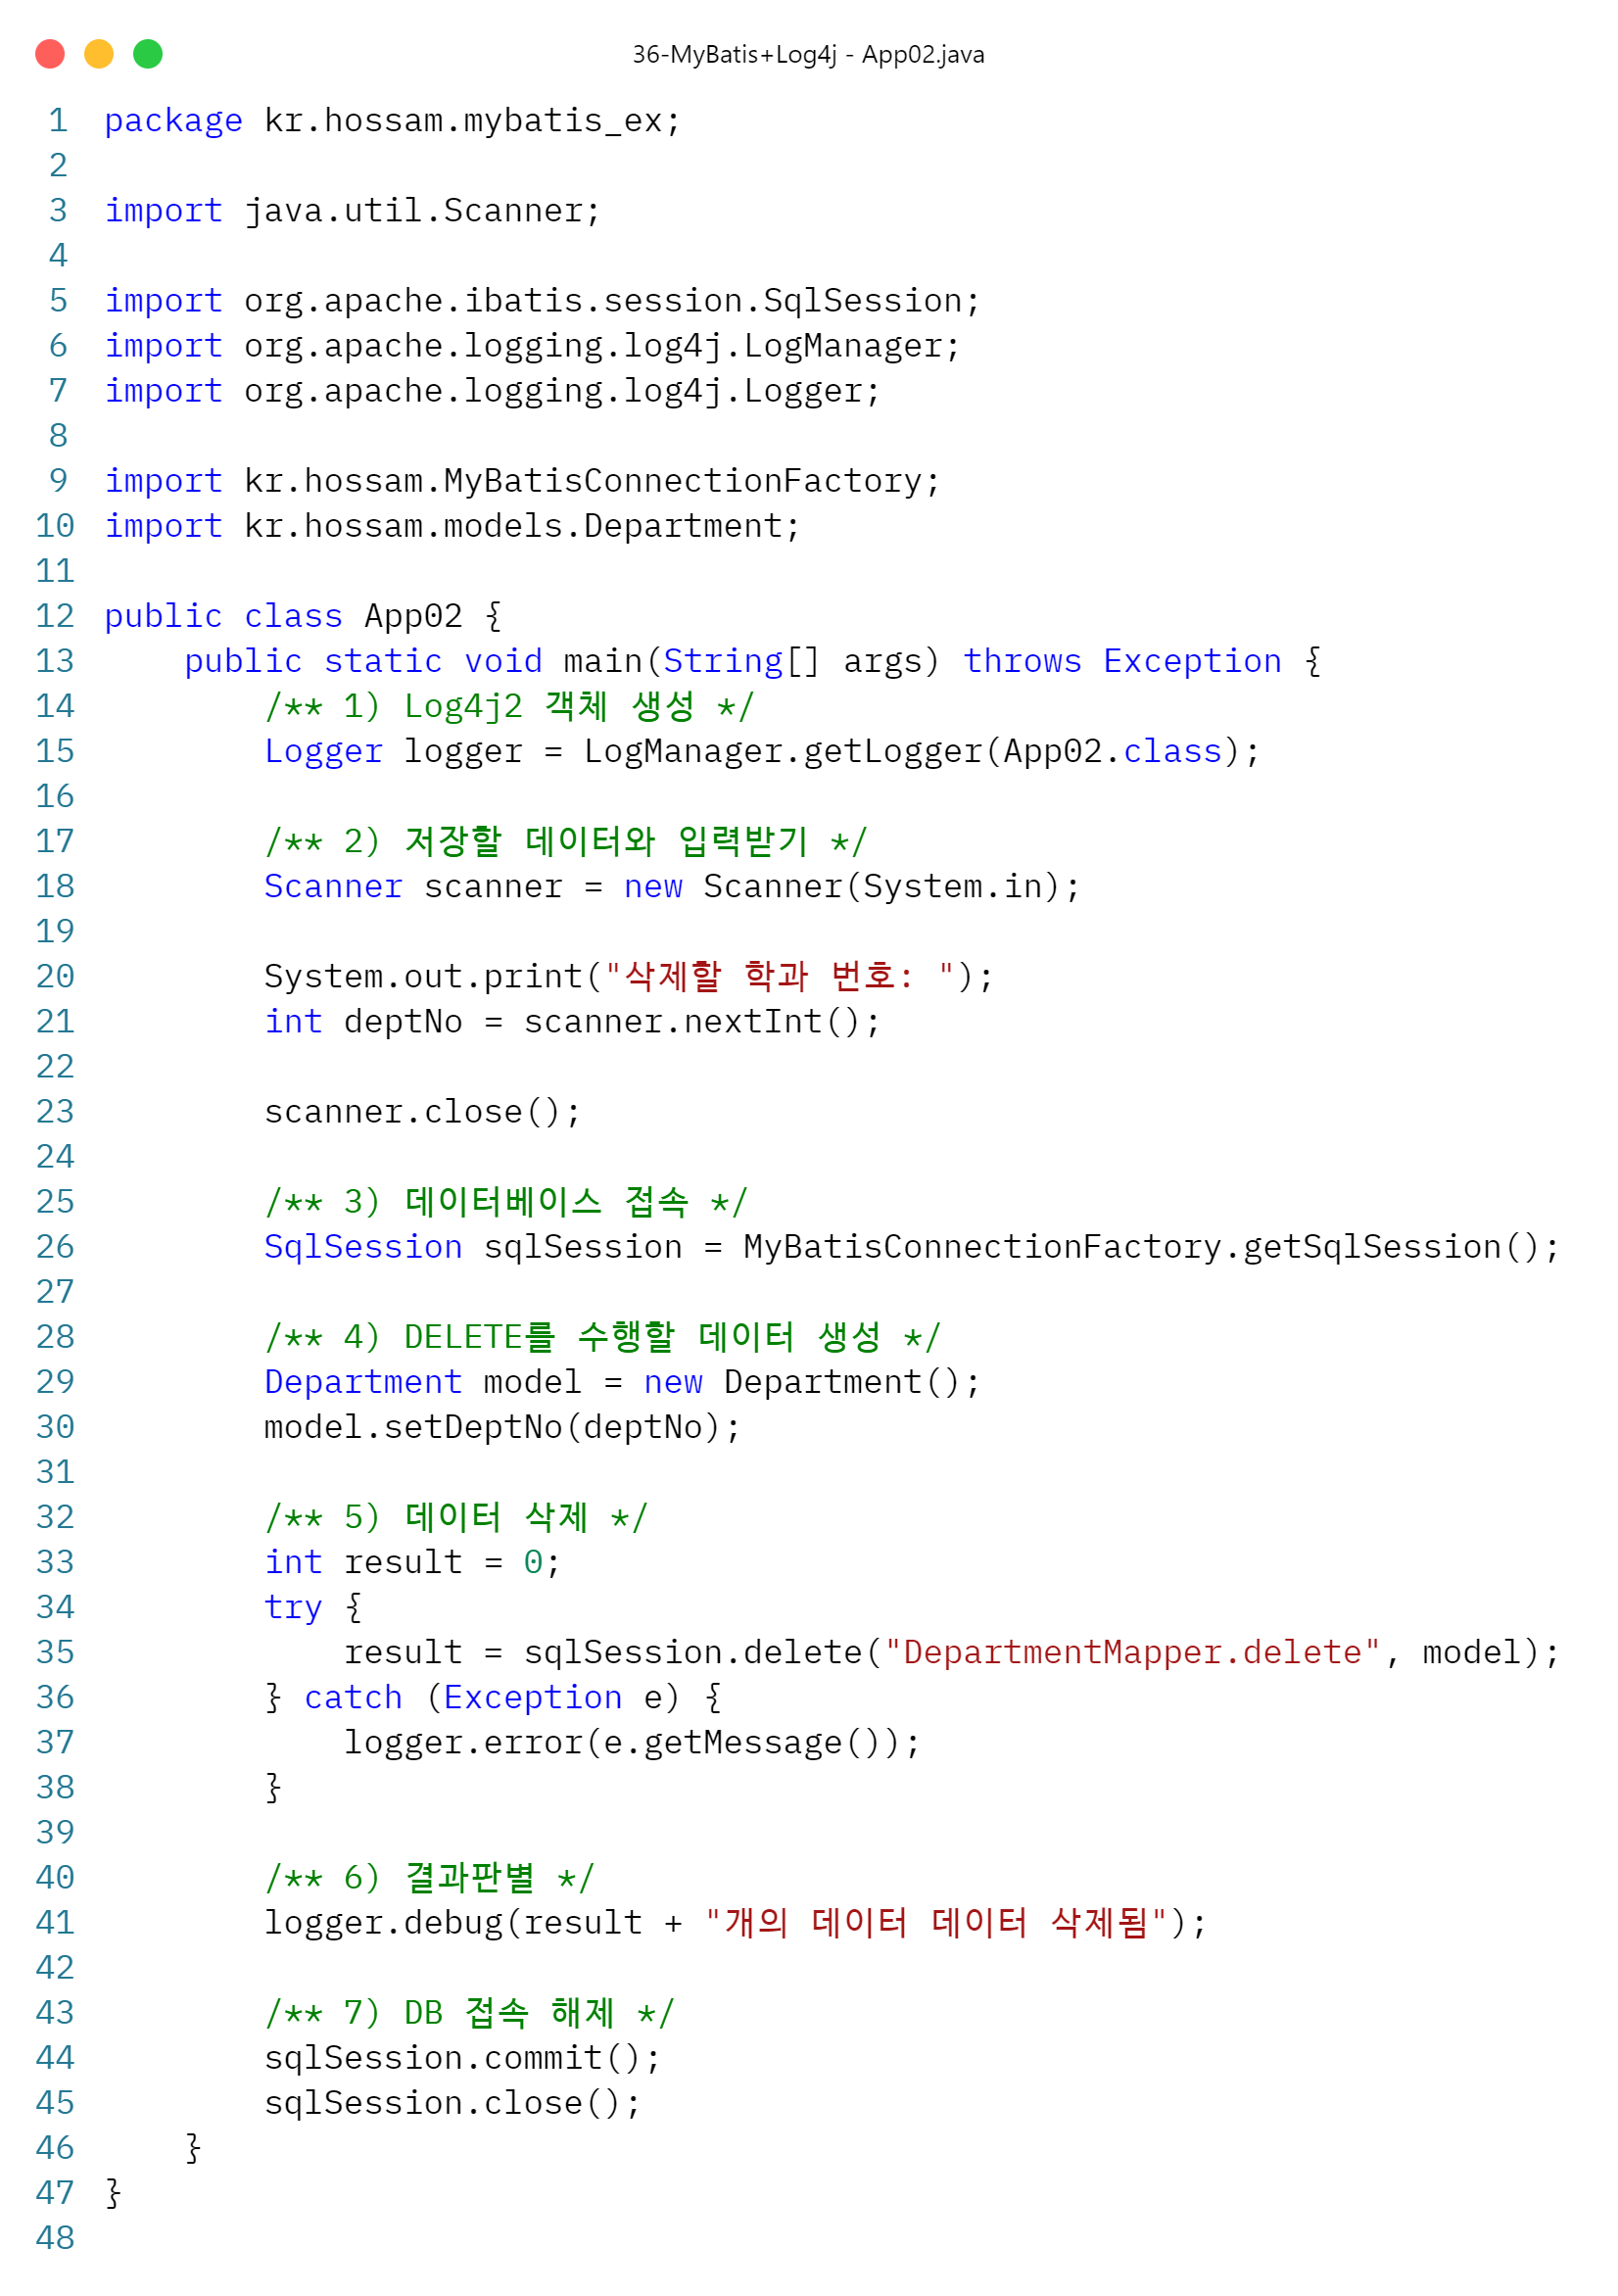 36-MyBatis+Log4j - App02.java
1 package kr.hossam.mybatis_ex;
2
3 import java.util.Scanner;
4
5 import org.apache.ibatis.session.SqlSession;
6 import org.apache.logging.log4j.LogManager;
7 import org.apache.logging.log4j.Logger;
8
9 import kr.hossam.MyBatisConnectionFactory;
10 import kr.hossam.models.Department;
11
12 public class App02 {
13     public static void main(String[] args) throws Exception {
14         /** 1) Log4j2 객체 생성 */
15         Logger logger = LogManager.getLogger(App02.class);
16
17         /** 2) 저장할 데이터와 입력받기 */
18         Scanner scanner = new Scanner(System.in);
19
20         System.out.print("삭제할 학과 번호: ");
21         int deptNo = scanner.nextInt();
22
23         scanner.close();
24
25         /** 3) 데이터베이스 접속 */
26         SqlSession sqlSession = MyBatisConnectionFactory.getSqlSession();
27
28         /** 4) DELETE를 수행할 데이터 생성 */
29         Department model = new Department();
30         model.setDeptNo(deptNo);
31
32         /** 5) 데이터 삭제 */
33         int result = 0;
34         try {
35             result = sqlSession.delete("DepartmentMapper.delete", model);
36         } catch (Exception e) {
37             logger.error(e.getMessage());
38         }
39
40         /** 6) 결과판별 */
41         logger.debug(result + "개의 데이터 데이터 삭제됨");
42
43         /** 7) DB 접속 해제 */
44         sqlSession.commit();
45         sqlSession.close();
46     }
47 }
48